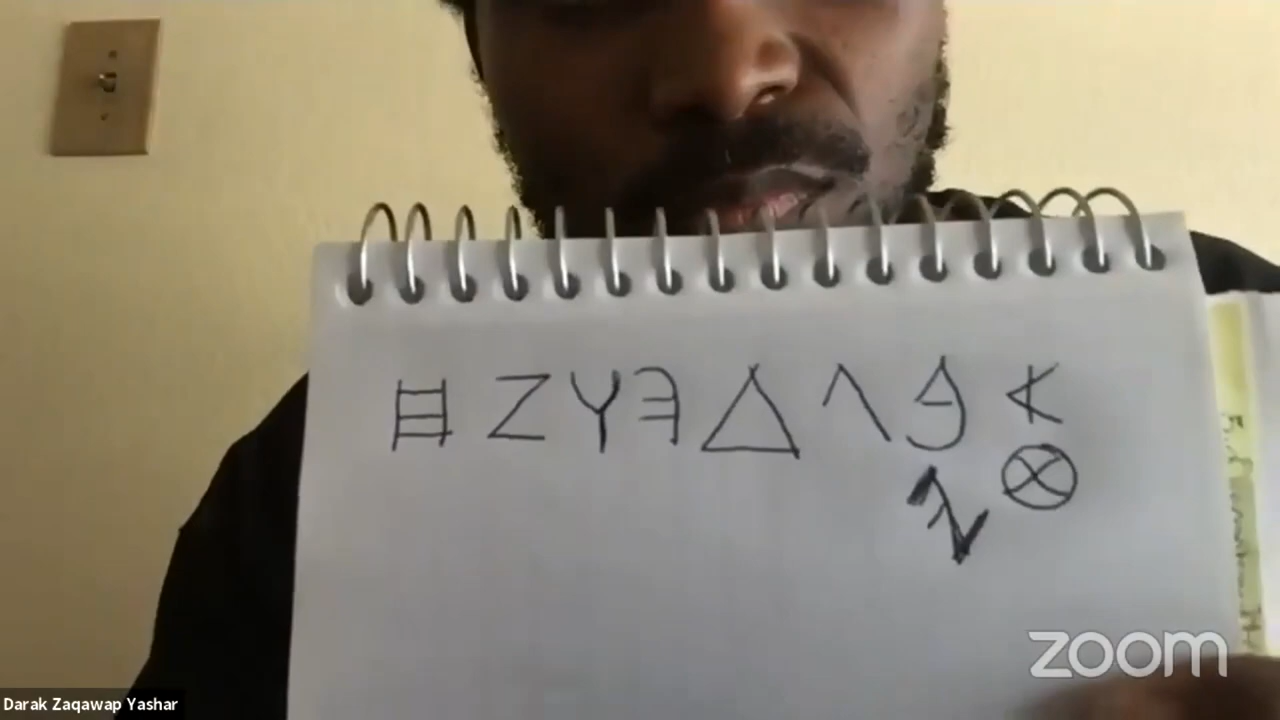 𐤀𐤁𐤂𐤃𐤄𐤅𐤆𐤇
𐤈𐤉
zoom
Darak Zaqawap Yashar